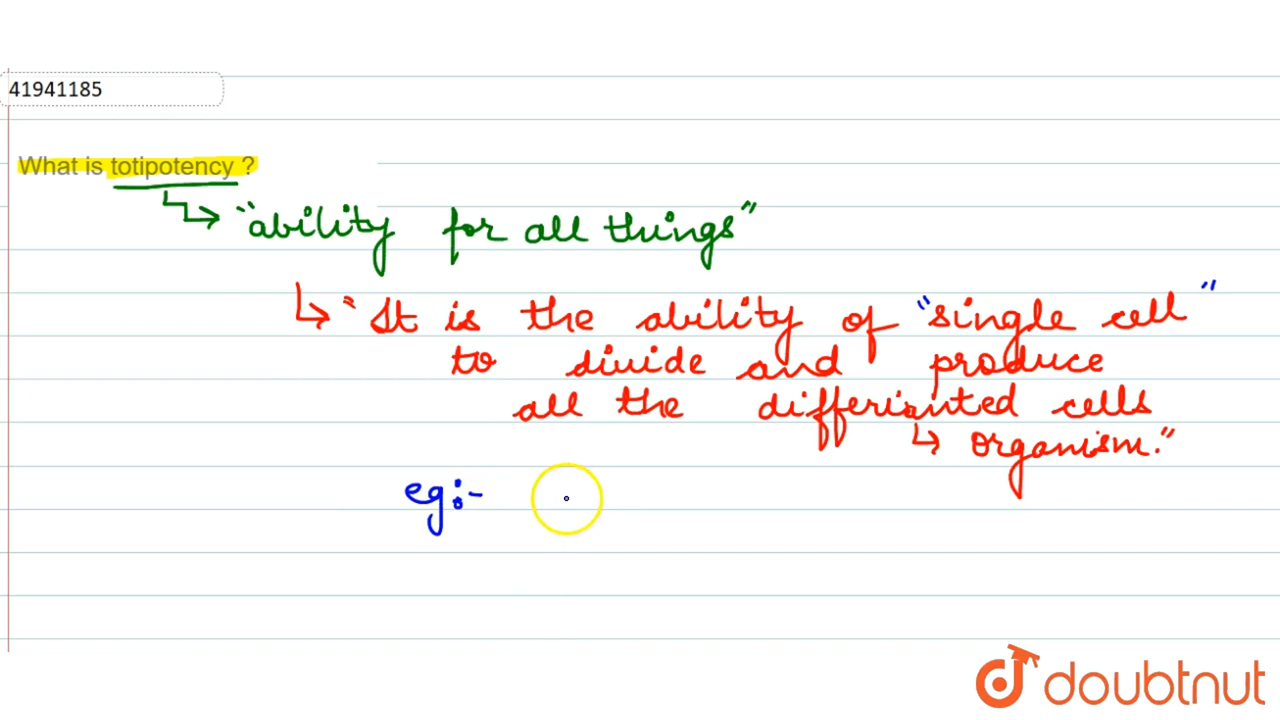 41941185
What is totipotency ?
"ability for all things"
"It is the ability of "single cell"
to divide and produce
all the differianted cells
organism."
eg:-
doubtnut